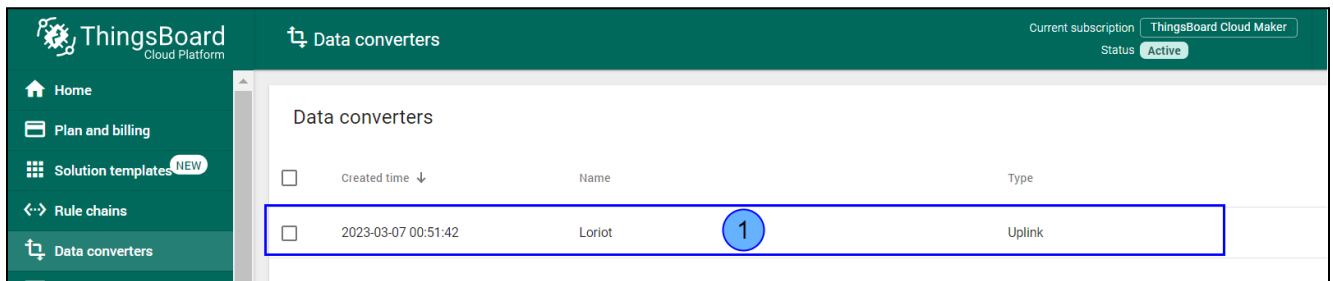 ThingsBoard
Cloud Platform
Data converters
Current subscription ThingsBoard Cloud Maker
Status Active
Home
Plan and billing
Solution templates NEW
Rule chains
Data converters
Data converters
Created time Name Type
2023-03-07 00:51:42 Loriot 1 Uplink